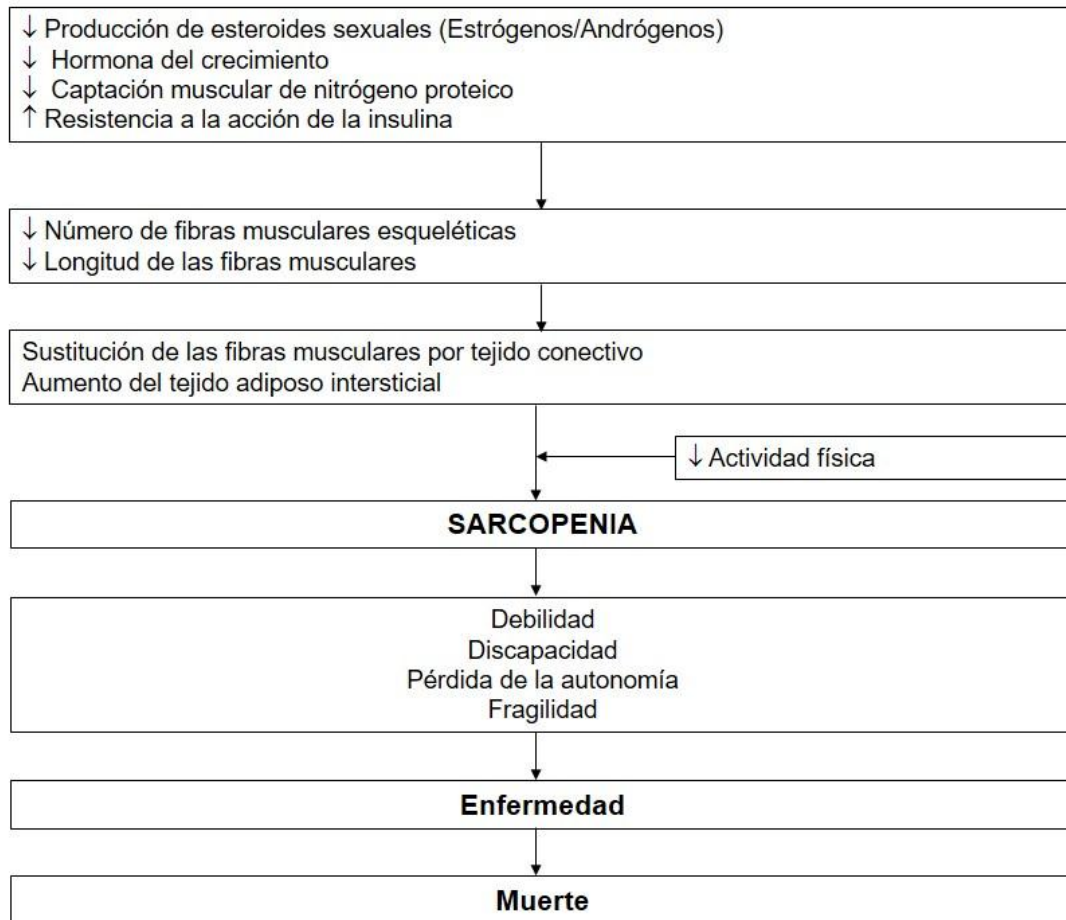 ↓ Producción de esteroides sexuales (Estrógenos/Andrógenos)
↓ Hormona del crecimiento
↓ Captación muscular de nitrógeno proteico
↑ Resistencia a la acción de la insulina
↓ Número de fibras musculares esqueléticas
↓ Longitud de las fibras musculares
Sustitución de las fibras musculares por tejido conectivo
Aumento del tejido adiposo intersticial
↓ Actividad física
SARCOPENIA
Debilidad
Discapacidad
Pérdida de la autonomía
Fragilidad
Enfermedad
Muerte